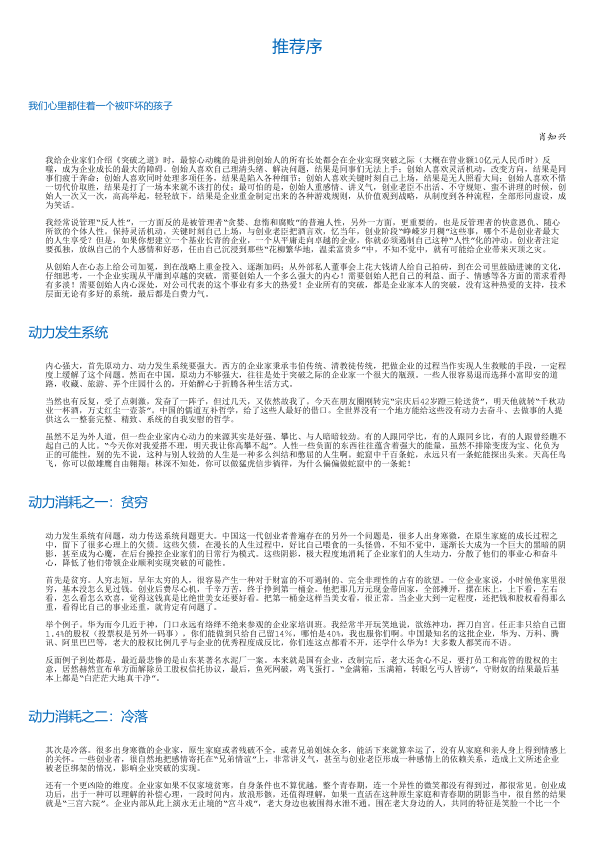 推荐序
我们心里都住着一个被吓坏的孩子
肖知兴
我给企业家们介绍《突破之道》时，最惊心动魄的是讲到创始人的所有长处都会在企业实现突破之际（大概在营业额10亿元人民币时）反
噬，成为企业成长的最大的障碍。创始人喜欢自己理清头绪、解决问题，结果是同事们无法上手；创始人喜欢灵活机动，改变方向，结果是同
事们疲于奔命；创始人喜欢同时处理多项任务，结果是陷入各种细节；创始人喜欢关键时刻自己上场，结果是无人照看大局；创始人喜欢不惜
一切代价取胜，结果是打了一场本来就不该打的仗；最可怕的是，创始人重感情、讲义气，创业老臣不出活、不守规矩、蛮不讲理的时候，创
始人一次又一次，高高举起，轻轻放下，结果是企业重金制定出来的各种游戏规则，从价值观到战略，从制度到各种流程，全部形同虚设，成
为笑话。
我经常说管理“反人性”，一方面反的是被管理者“贪婪、怠惰和腐败”的普遍人性，另外一方面，更重要的，也是反管理者的快意恩仇、随心
所欲的个体人性。保持灵活机动，关键时刻自己上场，与创业老臣把酒言欢，忆当年，创业阶段“峥嵘岁月稠”这些事，哪个不是创业者最大
的人生享受？但是，如果你想建立一个基业长青的企业，一个从平庸走向卓越的企业，你就必须遏制自己这种“人性”化的冲动。创业者注定
要孤独，放纵自己的个人感情和好恶，任由自己沉浸到那些“花柳繁华地，温柔富贵乡”中，不知不觉中，就有可能给企业带来灭顶之灾。
从创始人在心态上给公司加冕，到在战略上重金投入、逐渐加码；从外部私人董事会上花大钱请人给自己拍砖，到在公司里鼓励进谏的文化，
仔细思考，一个企业实现从平庸到卓越的突破，需要创始人一个多么强大的内心！需要创始人把自己的利益、面子、情感等各方面的需求看得
有多淡！需要创始人内心深处，对公司代表的这个事业有多大的热爱！企业所有的突破，都是企业家本人的突破，没有这种热爱的支持，技术
层面无论有多好的系统，最后都是白费力气。
动力发生系统
内心强大，首先原动力、动力发生系统要强大。西方的企业家秉承韦伯传统、清教徒传统，把做企业的过程当作实现人生救赎的手段，一定程
度上缓解了这个问题。然而在中国，原动力不够强大，往往是处于突破之际的企业家一个很大的瓶颈。一些人很容易退而选择小富即安的道
路，收藏、旅游、弄个庄园什么的，开始醉心于折腾各种生活方式。
当然也有反复，受了点刺激，发奋了一阵子，但过几天，又依然故我了。今天在朋友圈刚转完“宗庆后42岁蹬三轮送货”，明天他就转“千秋功
业一杯酒，万丈红尘一壶茶”。中国的儒道互补哲学，给了这些人最好的借口。全世界没有一个地方能给这些没有动力去奋斗、去做事的人提
供这么一整套完整、精致、系统的自我安慰的哲学。
虽然不足为外人道，但一些企业家内心动力的来源其实是好强、攀比、与人暗暗较劲。有的人跟同学比，有的人跟同乡比，有的人跟曾经瞧不
起自己的人比。“今天你对我爱搭不理，明天我让你高攀不起”。人性一些负面的东西往往蕴含着强大的能量，虽然不排除变废为宝、化负为
正的可能性，别的先不说，这种与别人较劲的人生是一种多么纠结和憋屈的人生啊。蛇窟中千百条蛇，永远只有一条蛇能探出头来。天高任鸟
飞，你可以做雄鹰自由翱翔；林深不知处，你可以做猛虎信步徜徉，为什么偏偏做蛇窟中的一条蛇！
动力消耗之一：贫穷
动力发生系统有问题，动力传送系统问题更大。中国这一代创业者普遍存在的另外一个问题是，很多人出身寒微，在原生家庭的成长过程之
中，留下了很多心理上的欠债。这些欠债，在漫长的人生过程中，好比自己喂食的一头怪兽，不知不觉中，逐渐长大成为一个巨大的黑暗的阴
影，甚至成为心魔，在后台操控企业家们的日常行为模式。这些阴影，极大程度地消耗了企业家们的人生动力，分散了他们的事业心和奋斗
心，降低了他们带领企业顺利实现突破的可能性。
首先是贫穷。人穷志短，早年太穷的人，很容易产生一种对于财富的不可遏制的、完全非理性的占有的欲望。一位企业家说，小时候他家里很
穷，基本没怎么见过钱。创业后费尽心机，千辛万苦，终于挣到第一桶金。他把那几万元现金带回家，全部摊开，摆在床上，上下看，左右
看，怎么看怎么欢喜，觉得这钱真是比绝世美女还要好看。把第一桶金这样当美女看，很正常。当企业大到一定程度，还把钱和股权看得那么
重，看得比自己的事业还重，就肯定有问题了。
举个例子。华为而今几近于神，门口永远有络绎不绝来参观的企业家培训班。我经常半开玩笑地说，欲练神功，挥刀自宫。任正非只给自己留
1.4%的股权（投票权是另外一码事），你们能做到只给自己留14%，哪怕是40%，我也服你们啊。中国最知名的这批企业，华为、万科、腾
讯、阿里巴巴等，老大的股权比例几乎与企业的优秀程度成反比，你们连这点都看不开，还学什么华为！大多数人都笑而不语。
反面例子到处都是，最近最悲惨的是山东某著名水泥厂一案。本来就是国有企业，改制完后，老大还贪心不足，要打员工和高管的股权的主
意，居然赫然宣布单方面解除员工股权信托协议，最后，鱼死网破，鸡飞蛋打。“金满箱，玉满箱，转眼乞丐人皆谤”，守财奴的结果最后基
本上都是“白茫茫大地真干净”。
动力消耗之二：冷落
其次是冷落。很多出身寒微的企业家，原生家庭或者残破不全，或者兄弟姐妹众多，能活下来就算幸运了，没有从家庭和亲人身上得到情感上
的关怀。一些创业者，很自然地把感情寄托在“兄弟情谊”上，非常讲义气，甚至与创业老臣形成一种感情上的依赖关系，造成上文所述企业
被老臣绑架的情况，影响企业突破的实现。
还有一个更凶险的维度。企业家如果不仅家境贫寒，自身条件也不算优越，整个青春期，连一个异性的微笑都没有得到过，都很常见。创业成
功后，出于一种可以理解的补偿心理，一段时间内，放浪形骸，还值得理解，如果一直活在这种原生家庭和青春期的阴影当中，很自然的结果
就是“三宫六院”。企业内部从此上演永无止境的“宫斗戏”，老大身边也被围得水泄不通。围在老大身边的人，共同的特征是笑脸一个比一个